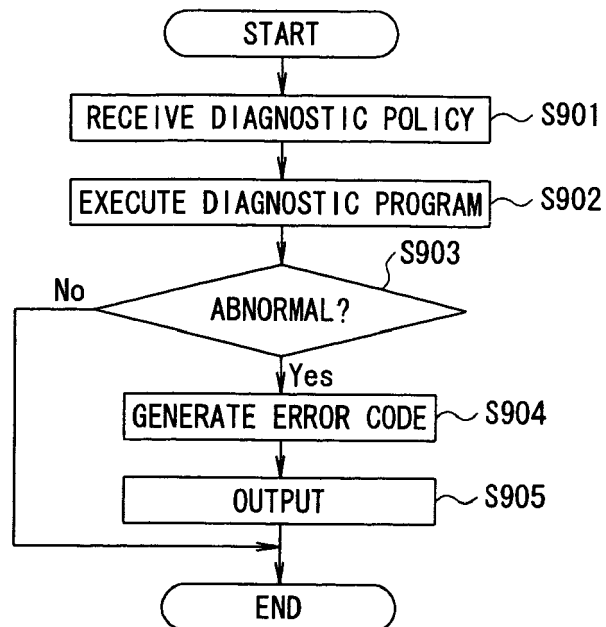 START
RECEIVE DIAGNOSTIC POLICY
S901
EXECUTE DIAGNOSTIC PROGRAM
S902
S903
No
ABNORMAL?
Yes
GENERATE ERROR CODE
S904
OUTPUT
S905
END